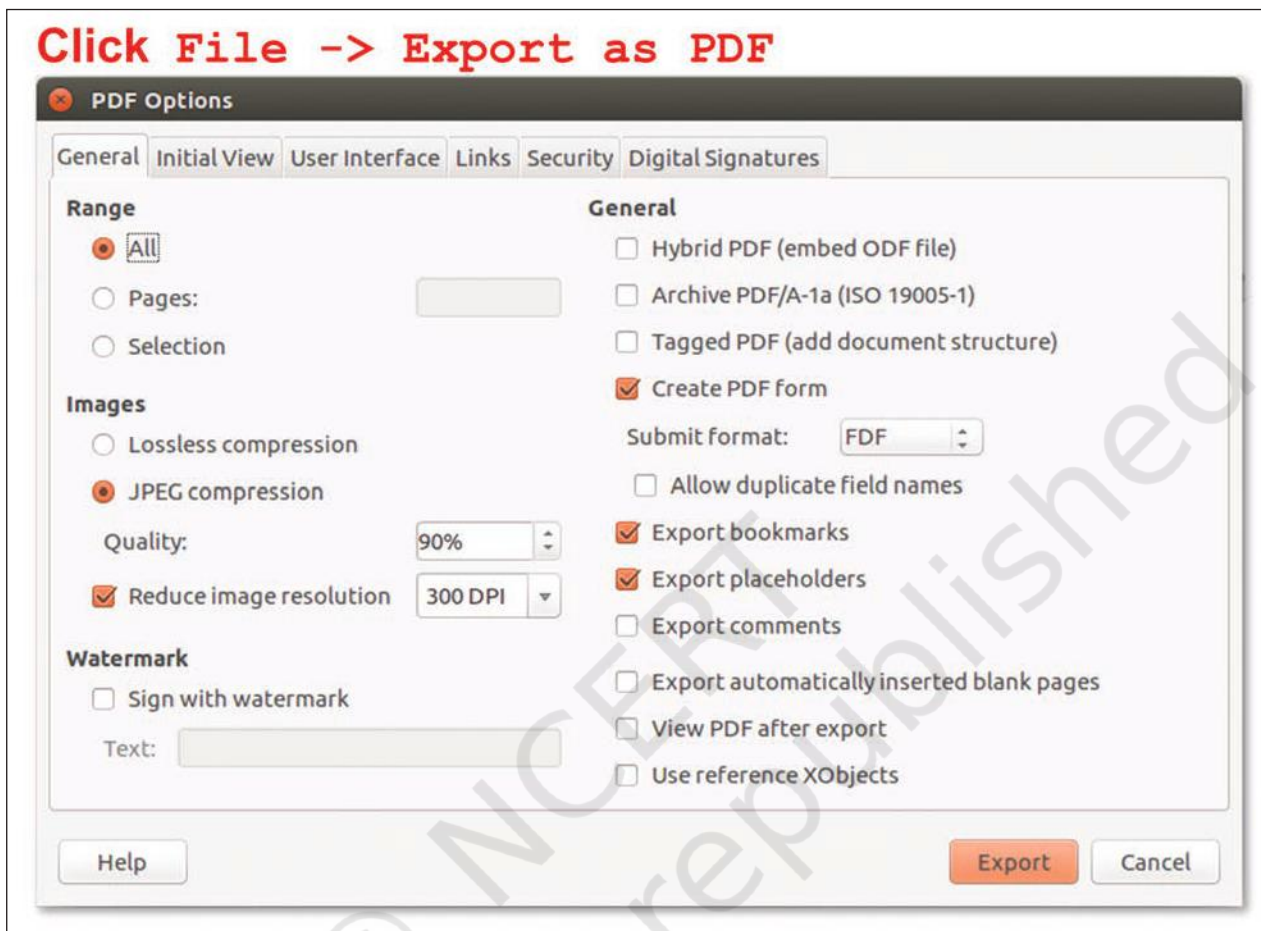 Click File -> Export as PDF
PDF Options
General Initial View User Interface Links Security Digital Signatures
Range
All
Pages:
Selection
Images
Lossless compression
JPEG compression
Quality: 90%
Reduce image resolution 300 DPI
Watermark
Sign with watermark
Text:
General
Hybrid PDF (embed ODF file)
Archive PDF/A-1a (ISO 19005-1)
Tagged PDF (add document structure)
Create PDF form
Submit format: FDF
Allow duplicate field names
Export bookmarks
Export placeholders
Export comments
Export automatically inserted blank pages
View PDF after export
Use reference XObjects
Help Export Cancel
© NCERT
republished